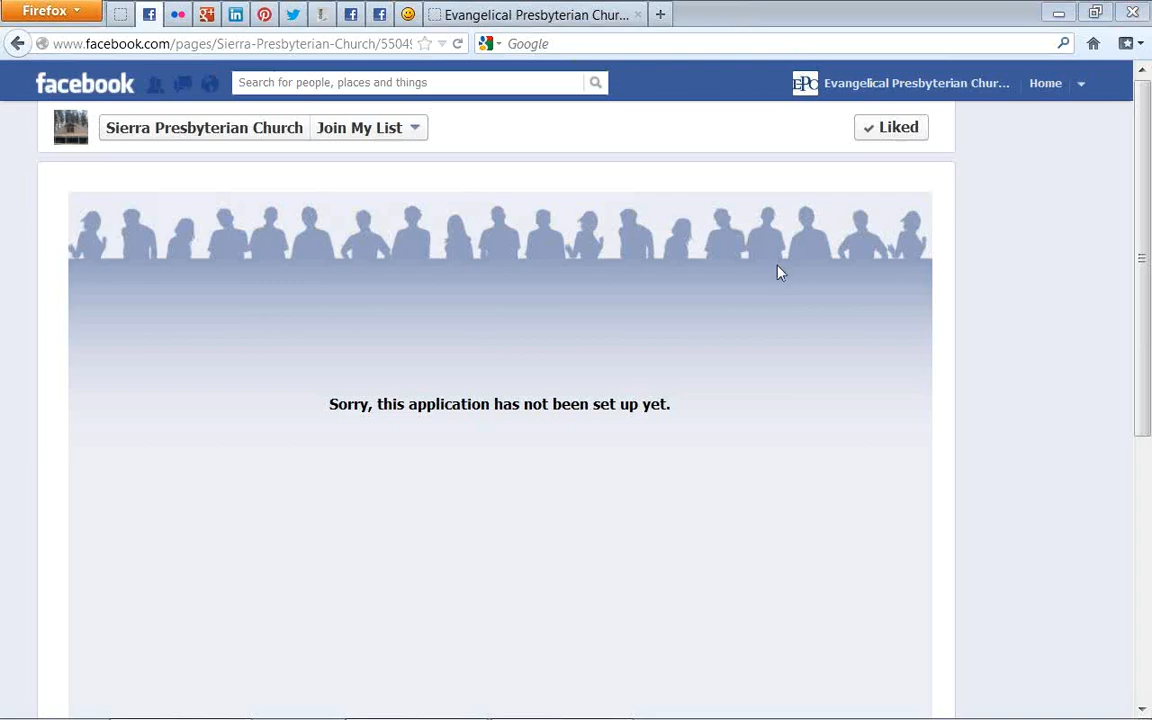 Firefox
Evangelical Presbyterian Chur...
www.facebook.com/pages/Sierra-Presbyterian-Church/5504
Google
facebook
Search for people, places and things
EPC
Evangelical Presbyterian Chur...
Home
Sierra Presbyterian Church
Join My List
Liked
Sorry, this application has not been set up yet.